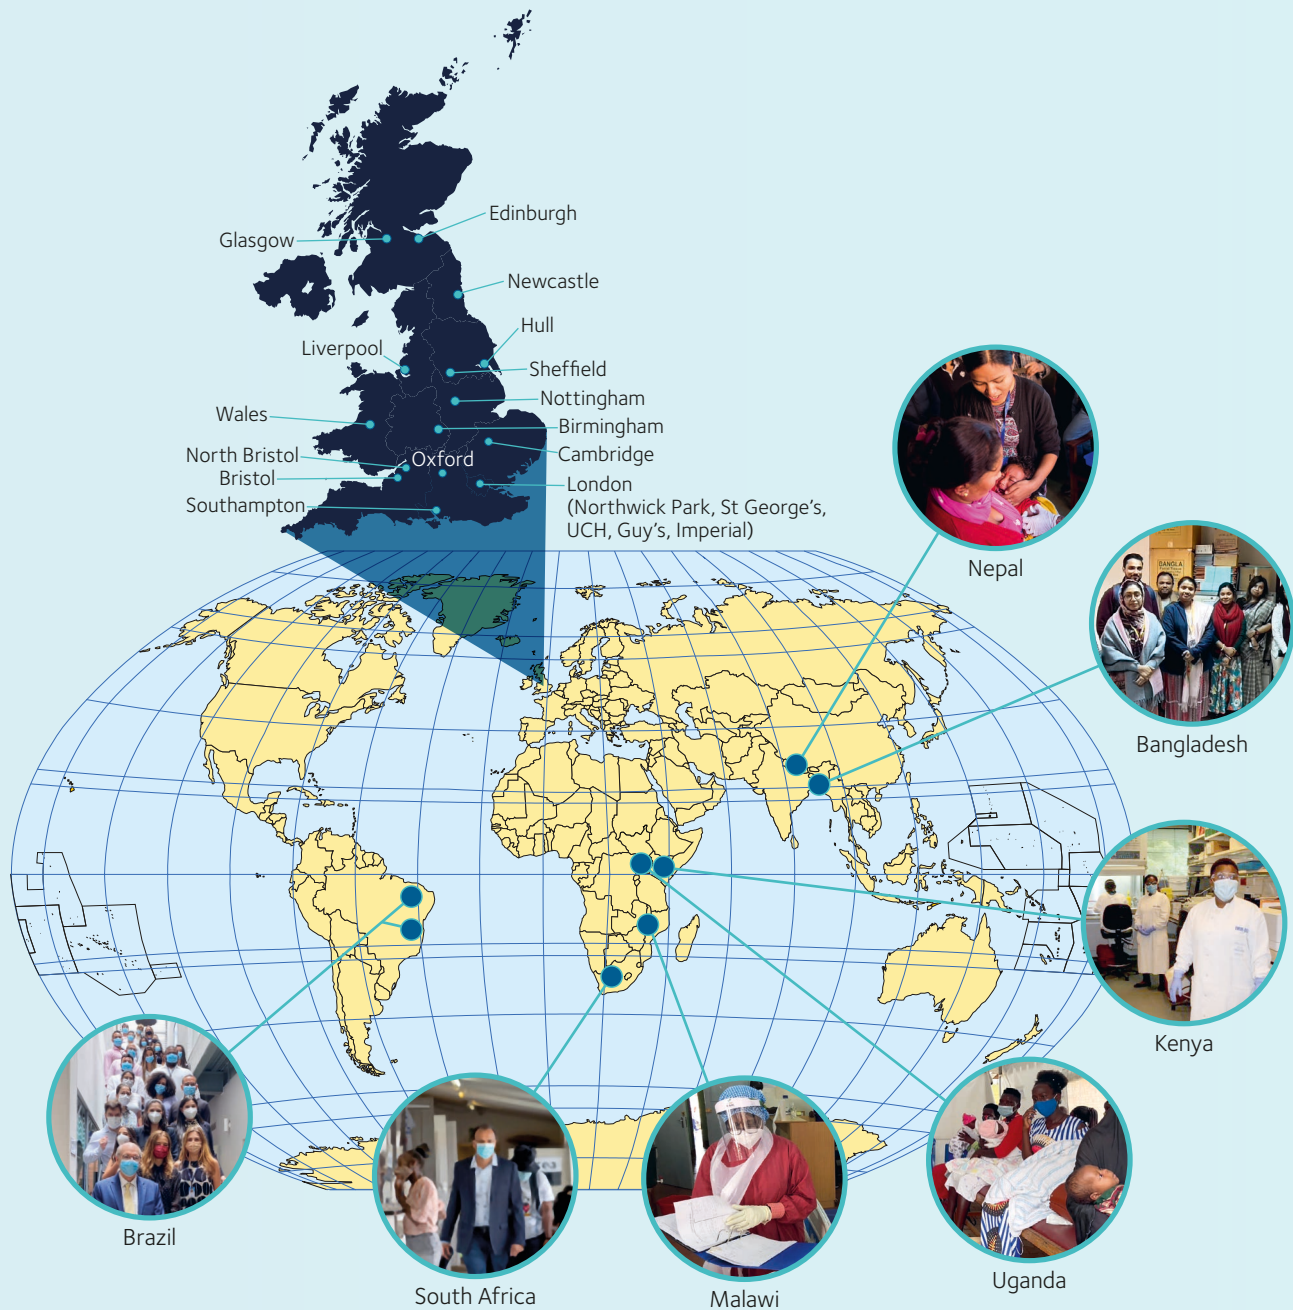 Edinburgh
Glasgow
Newcastle
Hull
Liverpool
Sheffield
Nottingham
Wales
Birmingham
North Bristol
Oxford
Cambridge
Bristol
London
Southampton
(Northwick Park, St George's,
UCH, Guy's, Imperial)
Nepal
BANGLA
Bangladesh
Kenya
Brazil
South Africa
Malawi
Uganda